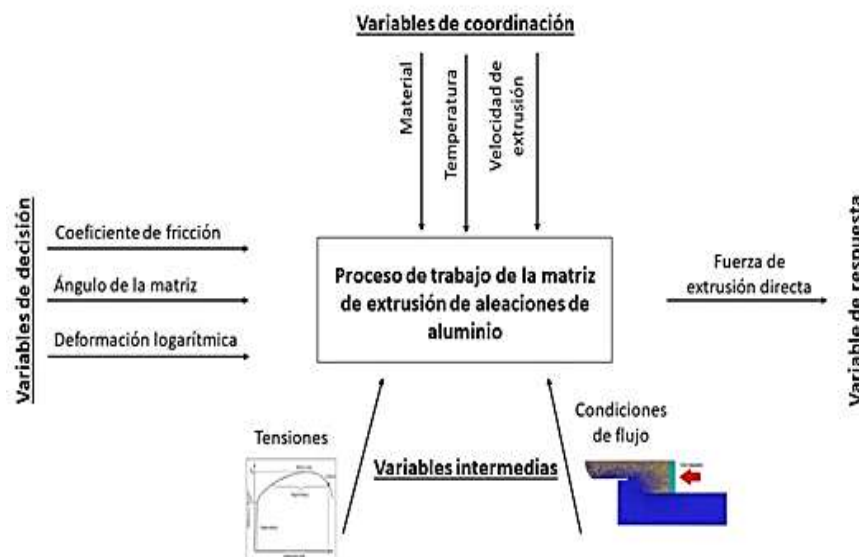 Variables de coordinación
Material
Temperatura
Velocidad de
extrusión
Variables de decisión
Coeficiente de fricción
Ángulo de la matriz
Deformación logarítmica
Proceso de trabajo de la matriz
de extrusión de aleaciones de
aluminio
Fuerza de
extrusión directa
Variable de respuesta
Tensiones
Variables intermedias
Condiciones
de flujo